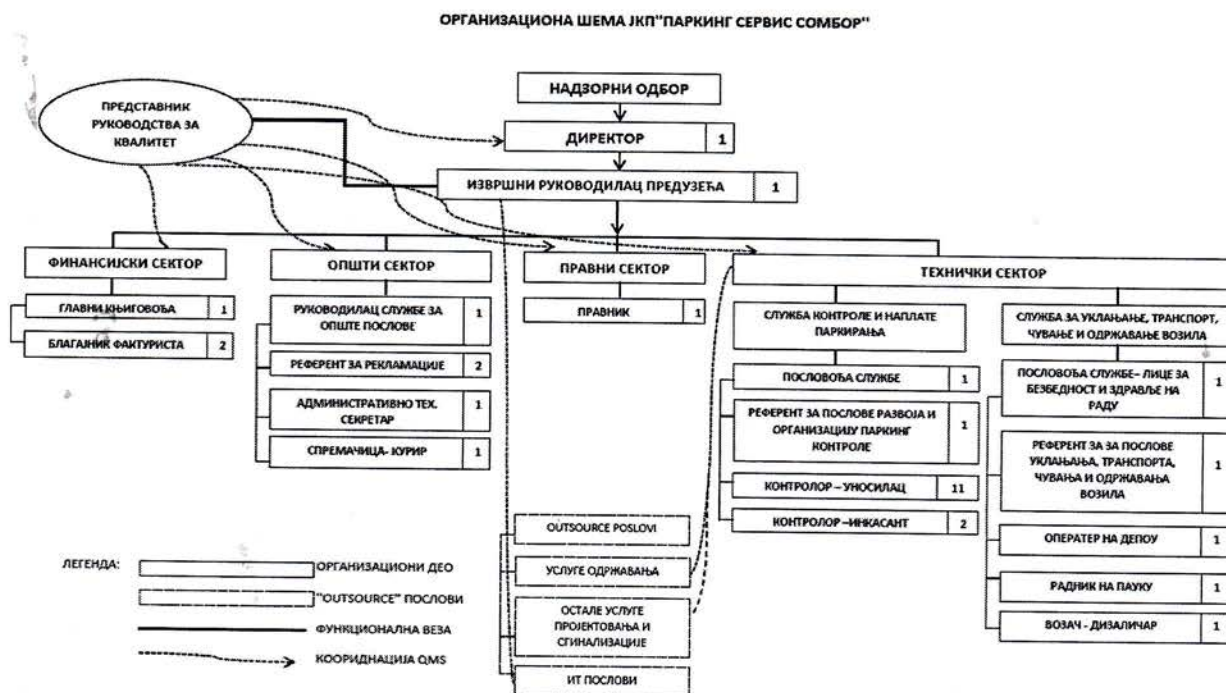 ОРГАНИЗАЦИОНА ШЕМА ЈКП"ПАРКИНГ СЕРВИС СОМБОР"
ПРЕДСТАВНИК
РУКОВОДСТВА ЗА
КВАЛИТЕТ
НАДЗОРНИ ОДБОР
ДИРЕКТОР 1
ИЗВРШНИ РУКОВОДИЛАЦ ПРЕДУЗЕЋА 1
ФИНАНСИЈСКИ СЕКТОР
ГЛАВНИ КЊИГОВОЂА 1
БЛАГАЈНИК ФАКТУРИСТА 2
ОПШТИ СЕКТОР
РУКОВОДИЛАЦ СЛУЖБЕ ЗА
ОПШТЕ ПОСЛОВЕ 1
РЕФЕРЕНТ ЗА РЕКЛАМАЦИЈЕ 2
АДМИНИСТРАТИВНО ТЕХ.
СЕКРЕТАР 1
СПРЕМАЧИЦА- КУРИР 1
ПРАВНИ СЕКТОР
ПРАВНИК 1
ТЕХНИЧКИ СЕКТОР
СЛУЖБА КОНТРОЛЕ И НАПЛАТЕ
ПАРКИРАЊА
ПОСЛОВОЂА СЛУЖБЕ 1
РЕФЕРЕНТ ЗА ПОСЛОВЕ РАЗВОЈА И
ОРГАНИЗАЦИЈУ ПАРКИНГ
КОНТРОЛЕ 1
КОНТРОЛОР – УНОСИЛАЦ 11
КОНТРОЛОР –ИНКАСАНТ 2
СЛУЖБА ЗА УКЛАЊАЊЕ, ТРАНСПОРТ,
ЧУВАЊЕ И ОДРЖАВАЊЕ ВОЗИЛА
ПОСЛОВОЂА СЛУЖБЕ– ЛИЦЕ ЗА
БЕЗБЕДНОСТ И ЗДРАВЉЕ НА
РАДУ 1
РЕФЕРЕНТ ЗА ЗА ПОСЛОВЕ
УКЛАЊАЊА, ТРАНСПОРТА,
ЧУВАЊА И ОДРЖАВАЊА
ВОЗИЛА 1
ОПЕРАТЕР НА ДЕПОУ 1
РАДНИК НА ПАУКУ 1
ВОЗАЧ - ДИЗАЛИЧАР 1
OUTSOURCE POSLOVI
УСЛУГЕ ОДРЖАВАЊА
ОСТАЛЕ УСЛУГЕ
ПРОЈЕКТОВАЊА И
СГИНАЛИЗАЦИЈЕ
ИТ ПОСЛОВИ
ЛЕГЕНДА:
ОРГАНИЗАЦИОНИ ДЕО
"OUTSOURCE" ПОСЛОВИ
ФУНКЦИОНАЛНА ВЕЗА
КООРИДНАЦИЈА QMS